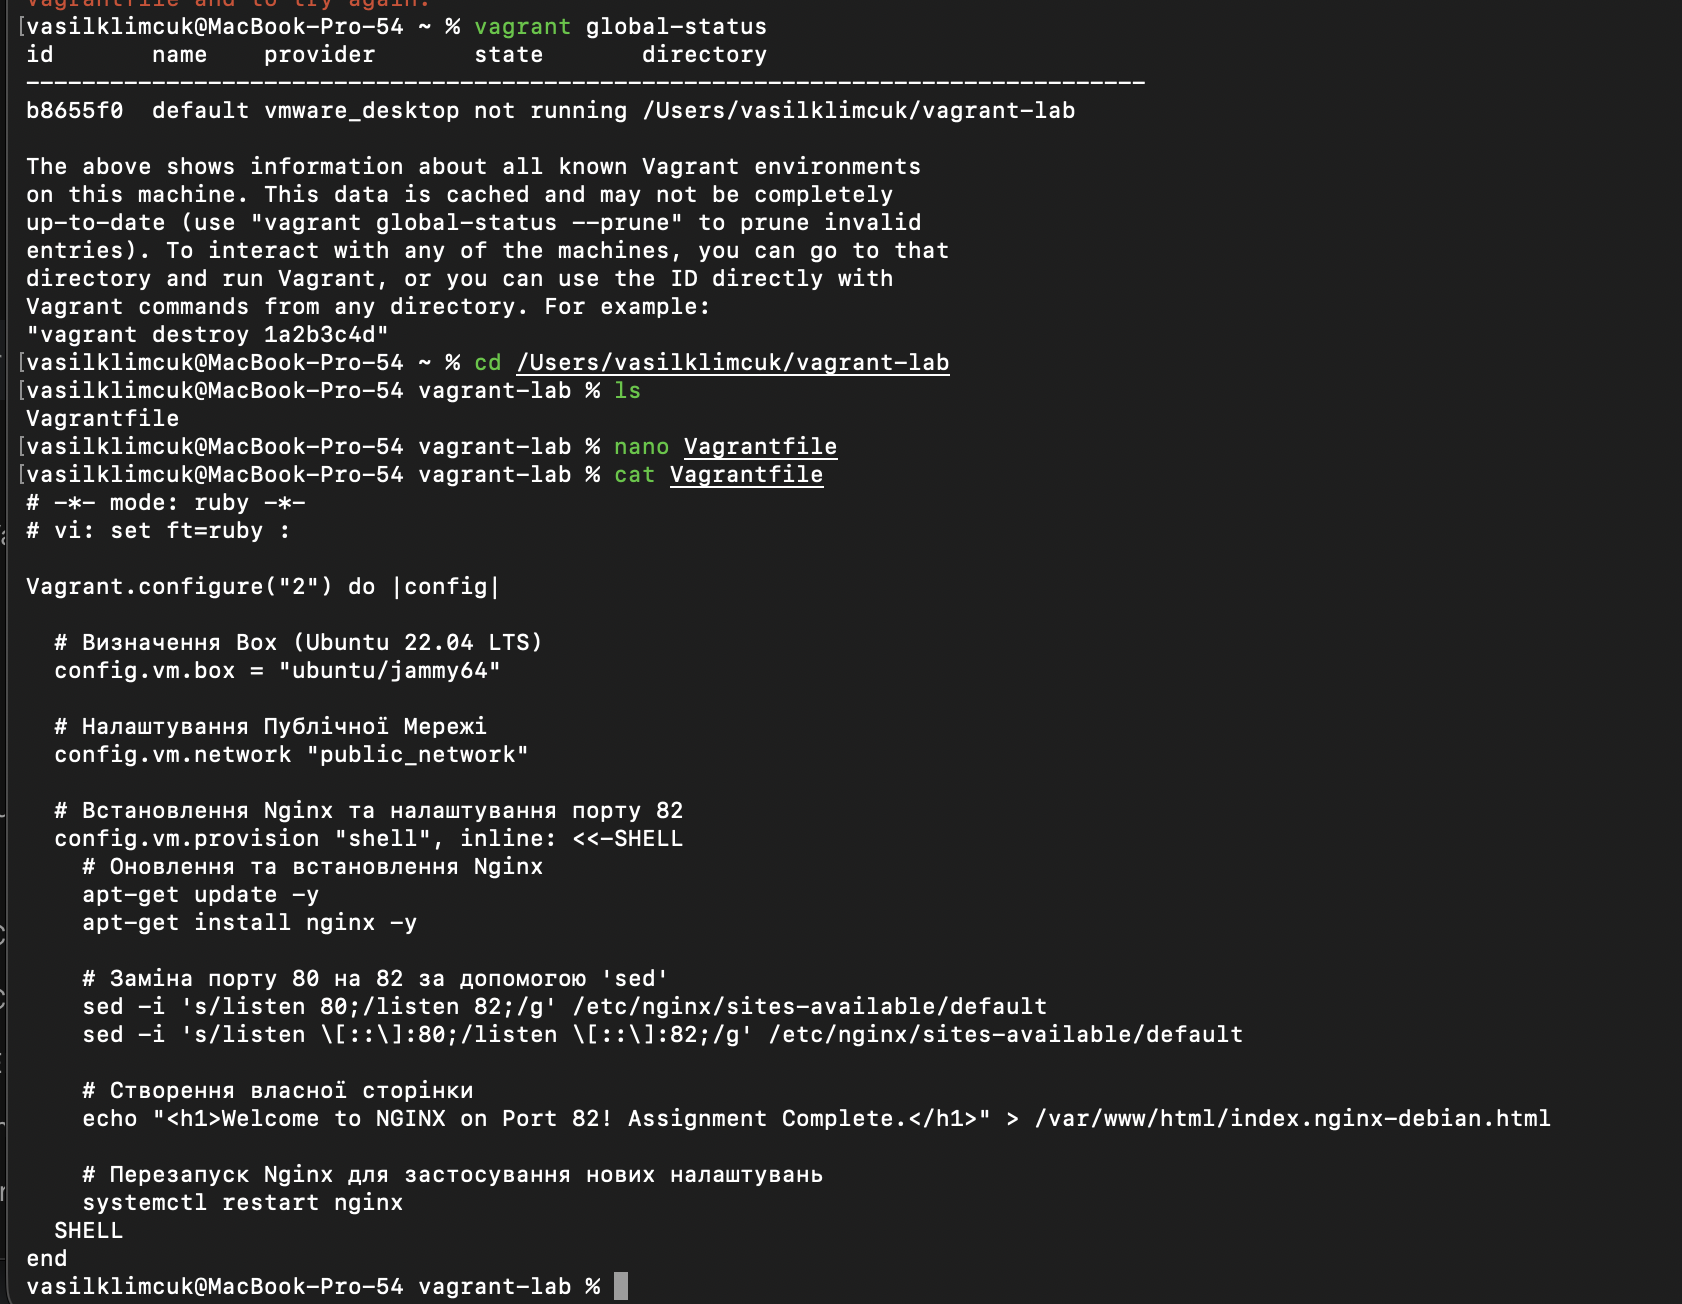 Vagrantfile and to try again.
[vasilklimcuk@MacBook-Pro-54 ~ % vagrant global-status
id       name    provider       state       directory
--------------------------------------------------------------------------------
b8655f0  default vmware_desktop not running /Users/vasilklimcuk/vagrant-lab
The above shows information about all known Vagrant environments
on this machine. This data is cached and may not be completely
up-to-date (use "vagrant global-status --prune" to prune invalid
entries). To interact with any of the machines, you can go to that
directory and run Vagrant, or you can use the ID directly with
Vagrant commands from any directory. For example:
"vagrant destroy 1a2b3c4d"
[vasilklimcuk@MacBook-Pro-54 ~ % cd /Users/vasilklimcuk/vagrant-lab
[vasilklimcuk@MacBook-Pro-54 vagrant-lab % ls
Vagrantfile
[vasilklimcuk@MacBook-Pro-54 vagrant-lab % nano Vagrantfile
[vasilklimcuk@MacBook-Pro-54 vagrant-lab % cat Vagrantfile
# -*- mode: ruby -*-
# vi: set ft=ruby :
Vagrant.configure("2") do |config|
  # Визначення Box (Ubuntu 22.04 LTS)
  config.vm.box = "ubuntu/jammy64"
  # Налаштування Публічної Мережі
  config.vm.network "public_network"
  # Встановлення Nginx та налаштування порту 82
  config.vm.provision "shell", inline: <<-SHELL
    # Оновлення та встановлення Nginx
    apt-get update -y
    apt-get install nginx -y
    # Заміна порту 80 на 82 за допомогою 'sed'
    sed -i 's/listen 80;/listen 82;/g' /etc/nginx/sites-available/default
    sed -i 's/listen \[::\]:80;/listen \[::\]:82;/g' /etc/nginx/sites-available/default
    # Створення власної сторінки
    echo "<h1>Welcome to NGINX on Port 82! Assignment Complete.</h1>" > /var/www/html/index.nginx-debian.html
    # Перезапуск Nginx для застосування нових налаштувань
    systemctl restart nginx
  SHELL
end
vasilklimcuk@MacBook-Pro-54 vagrant-lab %